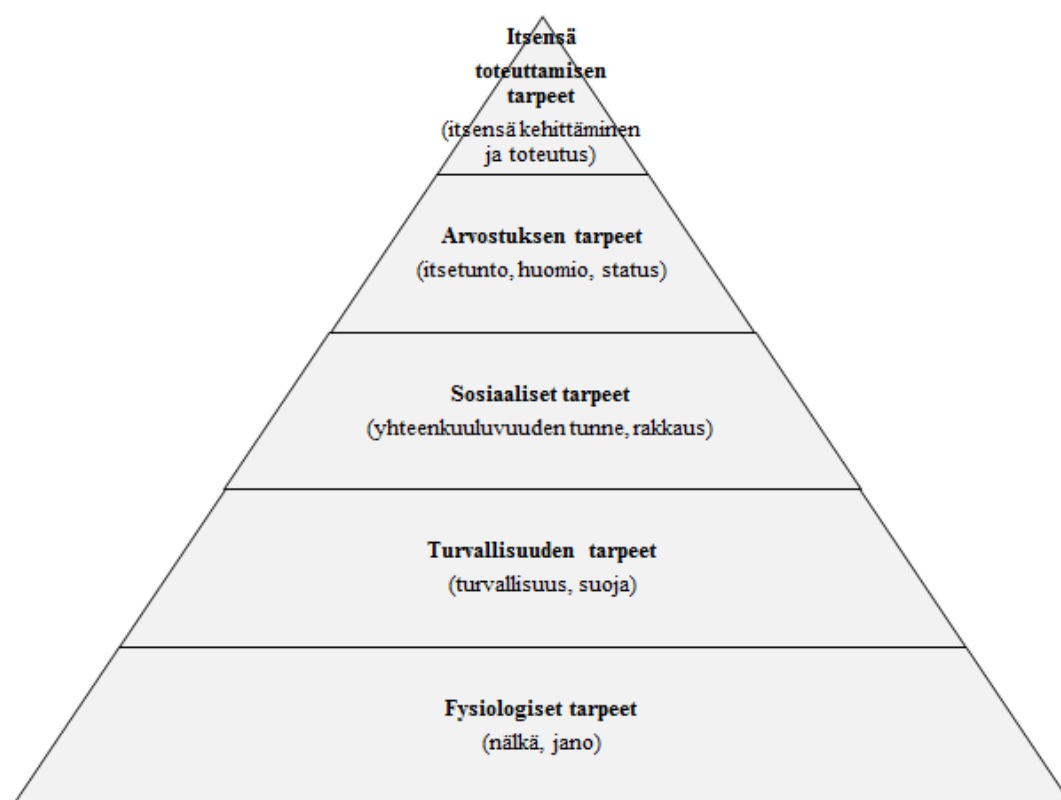 Itsensä
toteuttamisen
tarpeet
(itsensä kehittäminen
ja toteutus)
Arvostuksen tarpeet
(itsetunto, huomio, status)
Sosiaaliset tarpeet
(yhteenkuuluvuuden tunne, rakkaus)
Turvallisuuden tarpeet
(turvallisuus, suoja)
Fysiologiset tarpeet
(nälkä, jano)